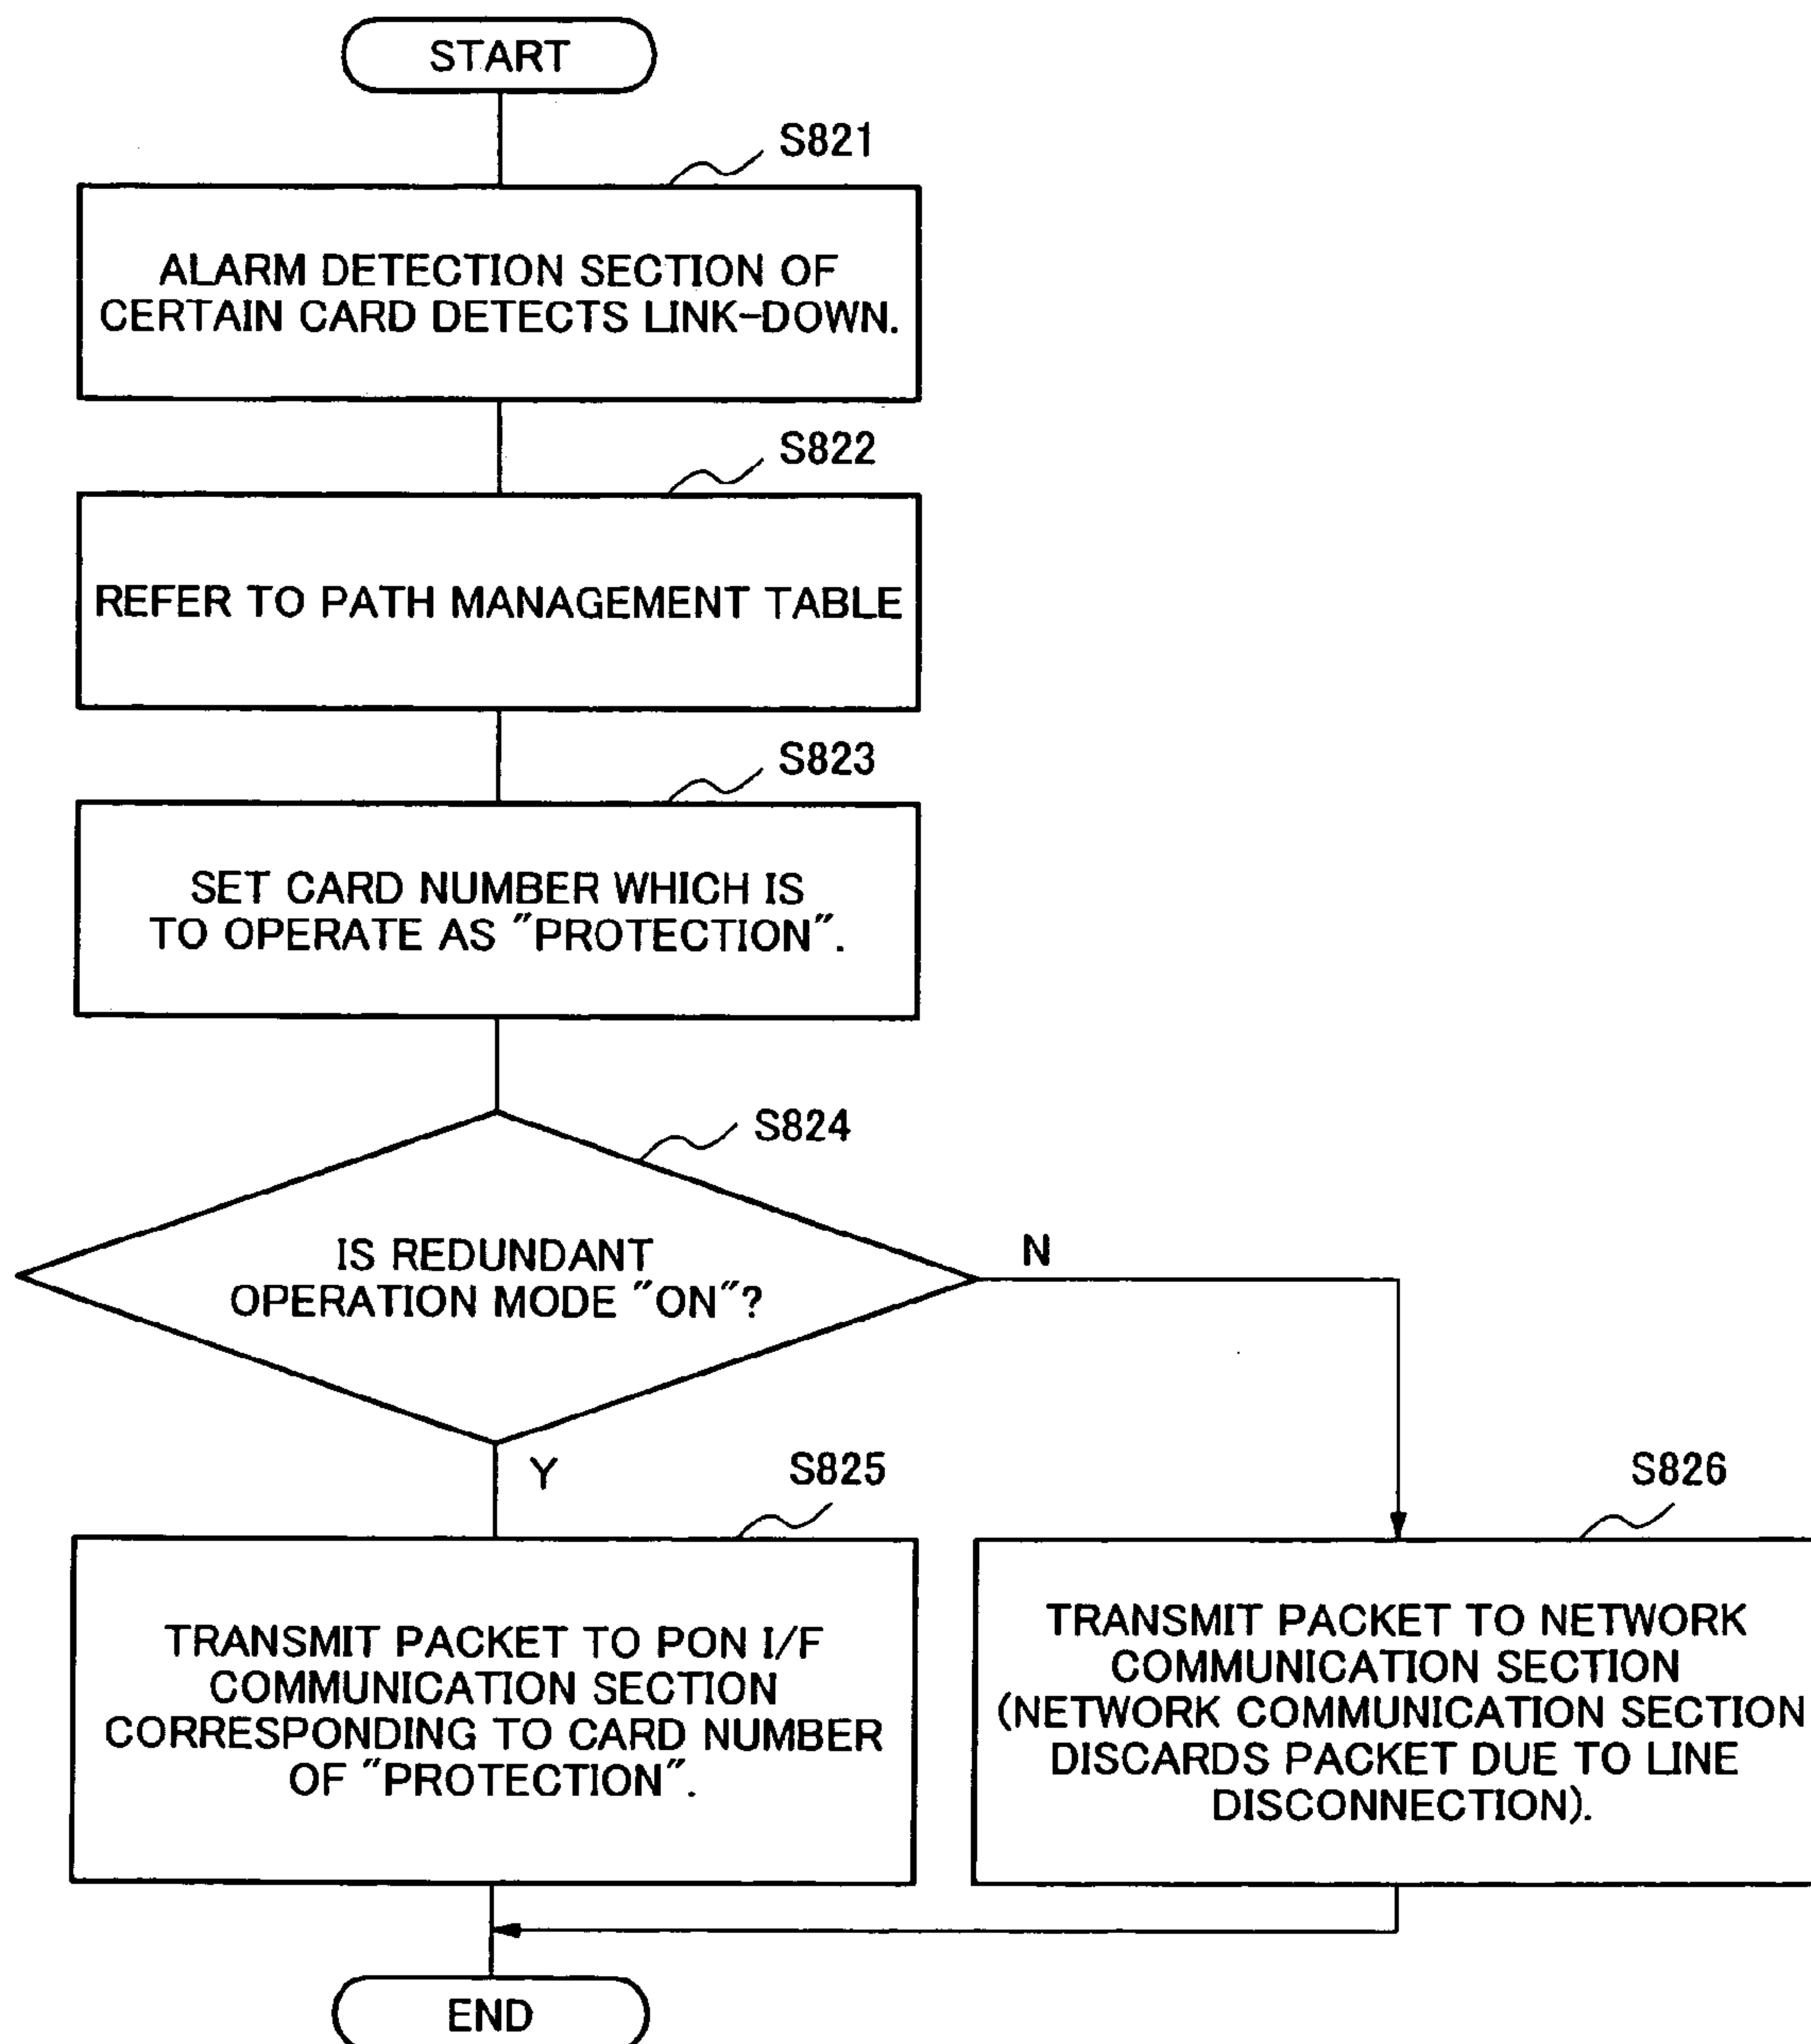 START
S821
ALARM DETECTION SECTION OF
CERTAIN CARD DETECTS LINK-DOWN.
S822
REFER TO PATH MANAGEMENT TABLE
S823
SET CARD NUMBER WHICH IS
TO OPERATE AS "PROTECTION".
S824
IS REDUNDANT
OPERATION MODE "ON"?
N
Y
S825
TRANSMIT PACKET TO PON I/F
COMMUNICATION SECTION
CORRESPONDING TO CARD NUMBER
OF "PROTECTION".
S826
TRANSMIT PACKET TO NETWORK
COMMUNICATION SECTION
(NETWORK COMMUNICATION SECTION
DISCARDS PACKET DUE TO LINE
DISCONNECTION).
END